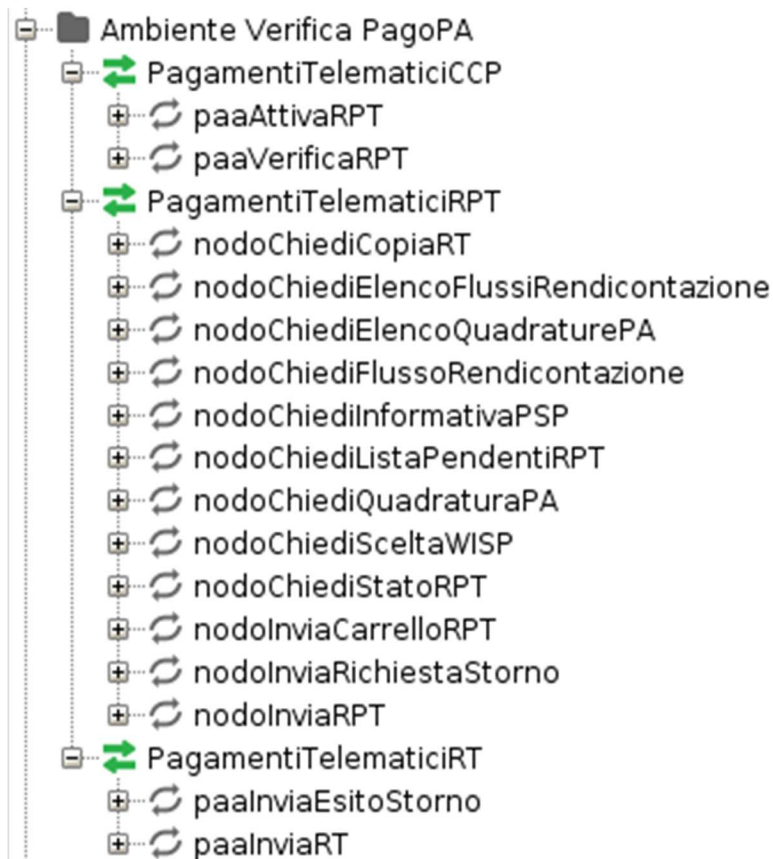 Ambiente Verifica PagoPA
PagamentiTelematiciCCP
paaAttivaRPT
paaVerificaRPT
PagamentiTelematiciRPT
nodoChiediCopiaRT
nodoChiediElencoFlussiRendicontazione
nodoChiediElencoQuadraturePA
nodoChiediFlussoRendicontazione
nodoChiediInformativaPSP
nodoChiediListaPendentiRPT
nodoChiediQuadraturaPA
nodoChiediSceltaWISP
nodoChiediStatoRPT
nodoInviaCarrelloRPT
nodoInviaRichiestaStorno
nodoInviaRPT
PagamentiTelematiciRT
paaInviaEsitoStorno
paaInviaRT